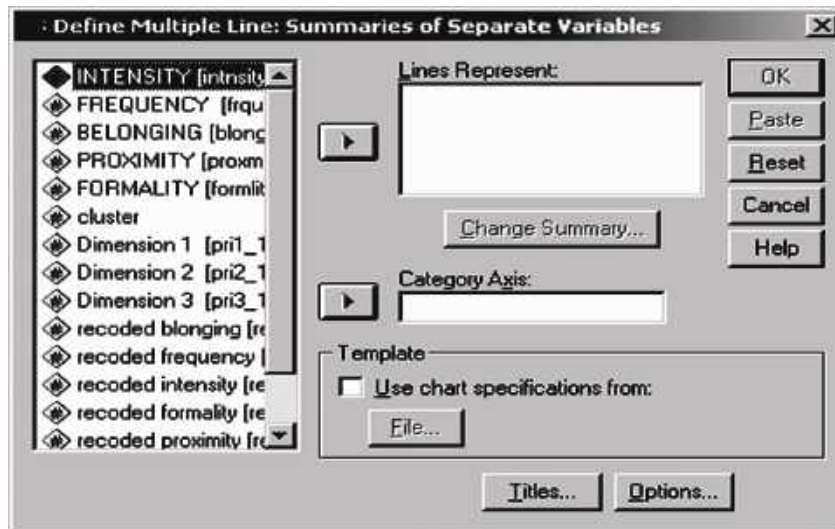 Define Multiple Line: Summaries of Separate Variables
INTENSITY [intnsity
FREQUENCY [frqu
BELONGING [blong
PROXIMITY [proxm
FORMALITY [formlit
cluster
Dimension 1 [pri1_1
Dimension 2 [pri2_1
Dimension 3 [pri3_1
recoded blonging [re
recoded frequency [
recoded intensity [re
recoded formality [re
recoded proximity [re
Lines Represent:
Change Summary...
Category Axis:
Template
Use chart specifications from:
File...
Titles...
Options...
OK
Paste
Reset
Cancel
Help